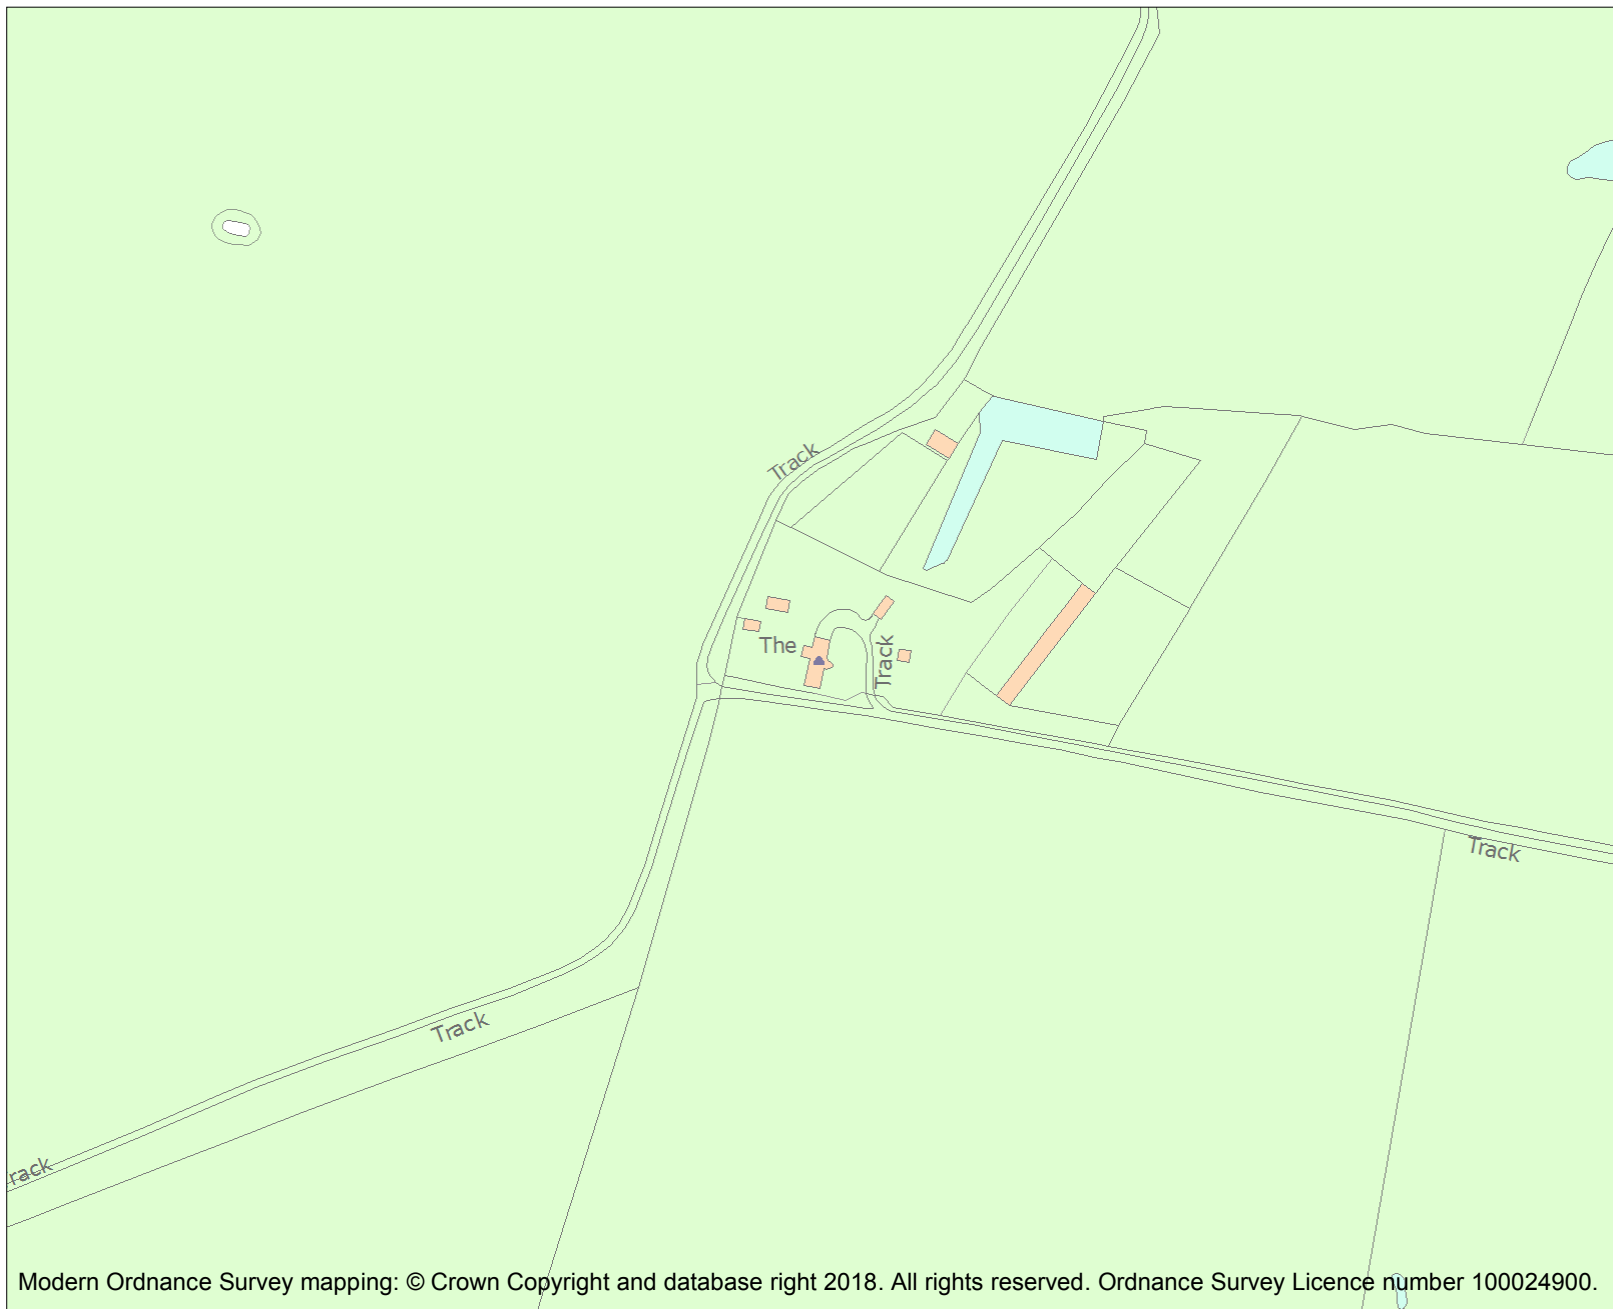 Track
The
Track
Track
Track
rack
Modern Ordnance Survey mapping: © Crown Copyright and database right 2018. All rights reserved. Ordnance Survey Licence number 100024900.